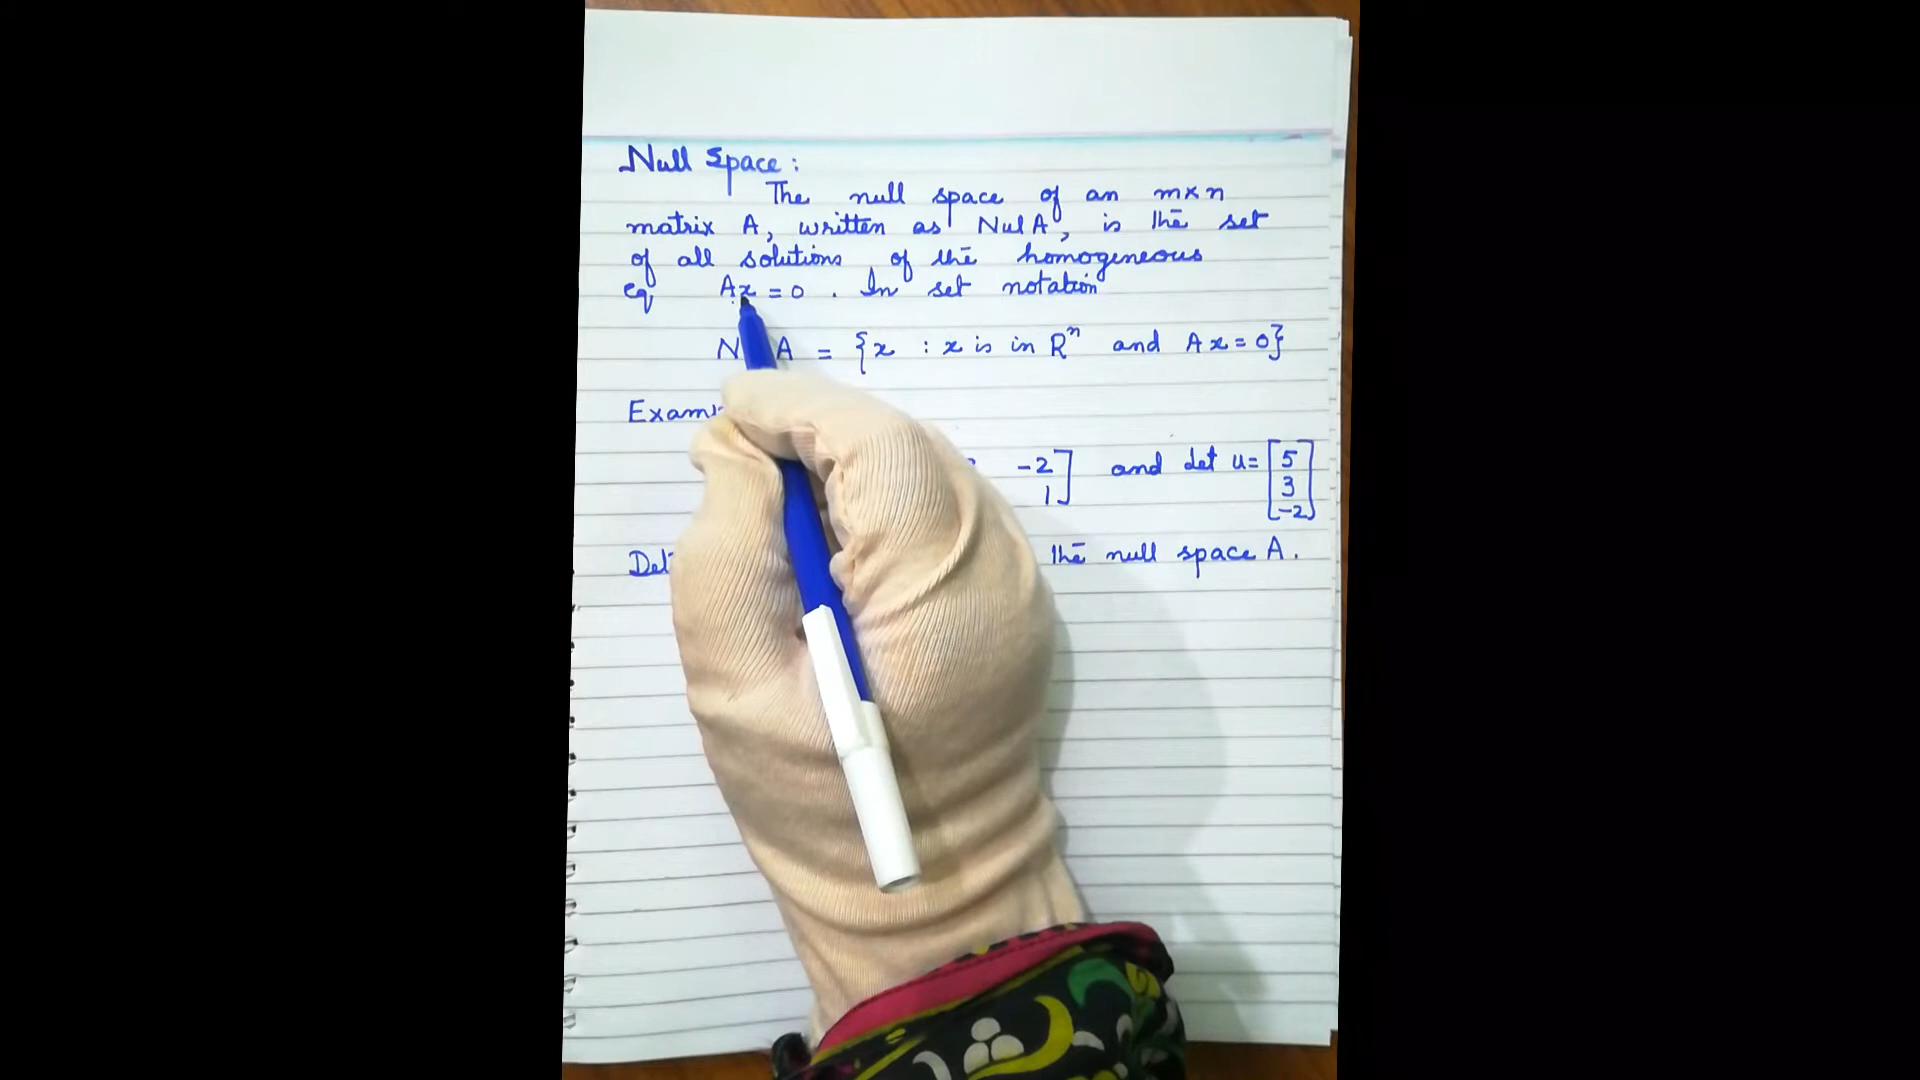 Null Space:
The null space of an m×n
matrix A, written as Nul A, is the set
of all solutions of the homogeneous
eq Ax = 0 . In set notation
A = {x : x is in Rⁿ and Ax = 0}
-2 and let u= 5
1 3
-2
the null space A.